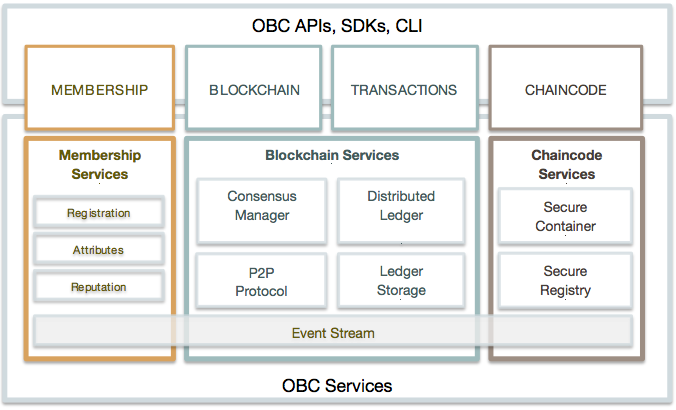 OBC APIs, SDKs, CLI
MEMBERSHIP
BLOCKCHAIN
TRANSACTIONS
CHAINCODE
Membership
Services
Registration
Attributes
Reputation
Blockchain Services
Consensus
Manager
Distributed
Ledger
P2P
Protocol
Ledger
Storage
Chaincode
Services
Secure
Container
Secure
Registry
Event Stream
OBC Services